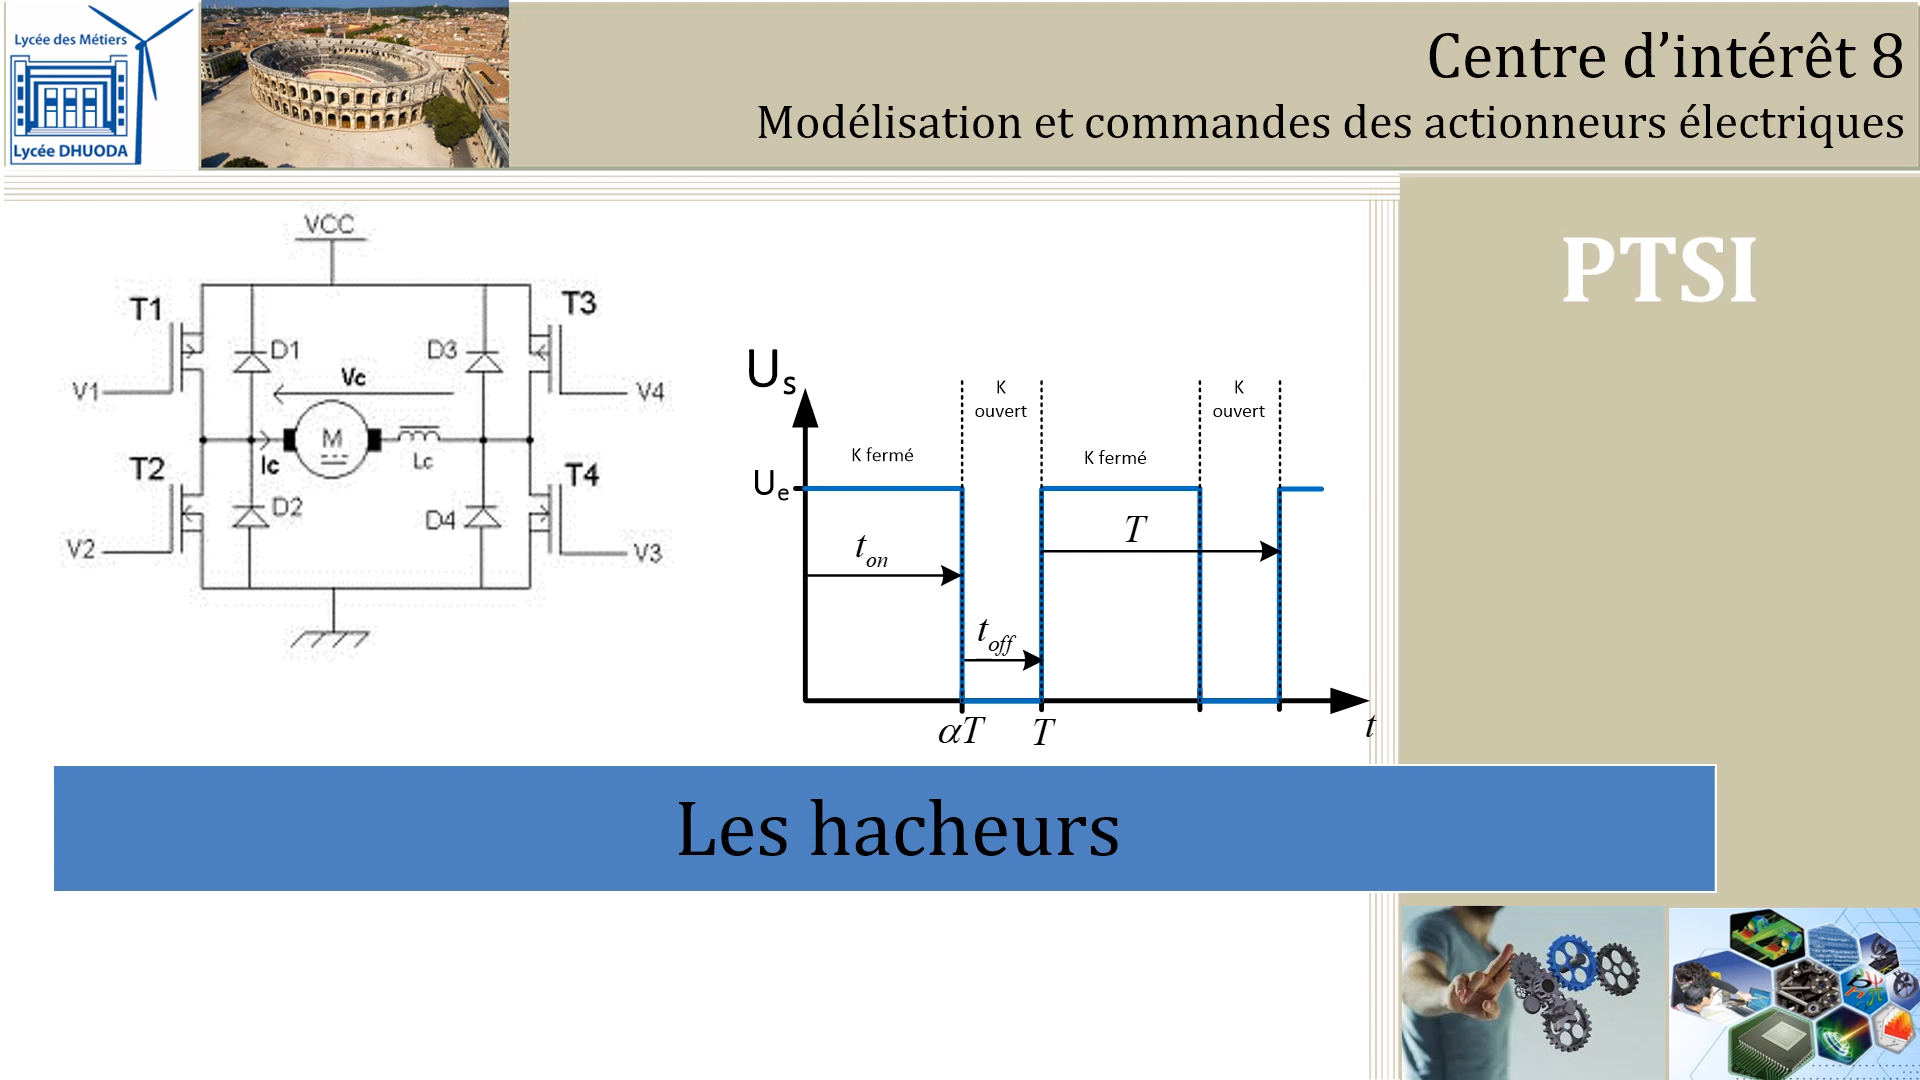 Lycée des Métiers
Lycée DHUODA
Centre d’intérêt 8
Modélisation et commandes des actionneurs électriques
PTSI
VCC
T1
T3
D1
D3
Vc
V1
V4
M
Ic
Lc
T2
T4
D2
D4
V2
V3
Us
K
ouvert
K
ouvert
K fermé
K fermé
Ue
T
ton
toff
αT
T
t
Les hacheurs